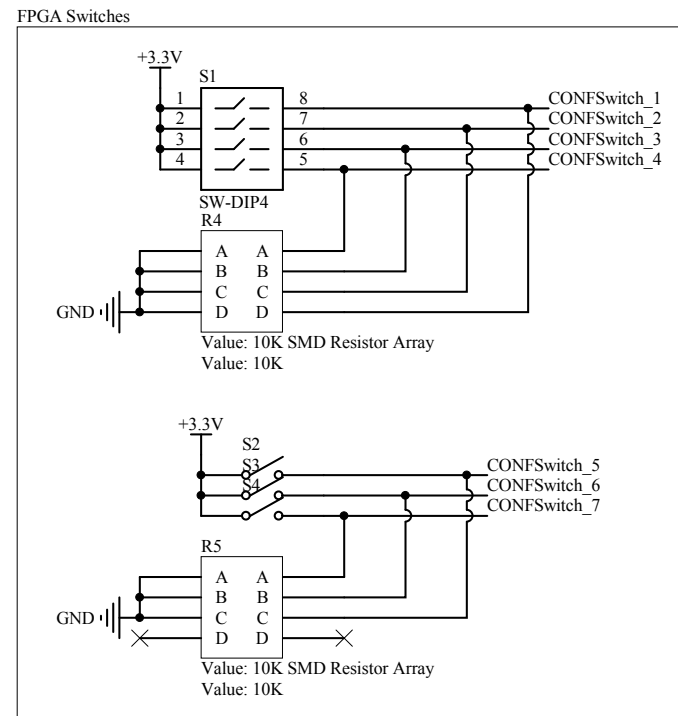 FPGA Switches
+3.3V
S1
1 8 CONFSwitch_1
2 7 CONFSwitch_2
3 6 CONFSwitch_3
4 5 CONFSwitch_4
SW-DIP4
R4
A A
B B
C C
GND D D
Value: 10K SMD Resistor Array
Value: 10K
+3.3V
S2
S3 CONFSwitch_5
S4 CONFSwitch_6
CONFSwitch_7
R5
A A
B B
GND C C
D D
Value: 10K SMD Resistor Array
Value: 10K